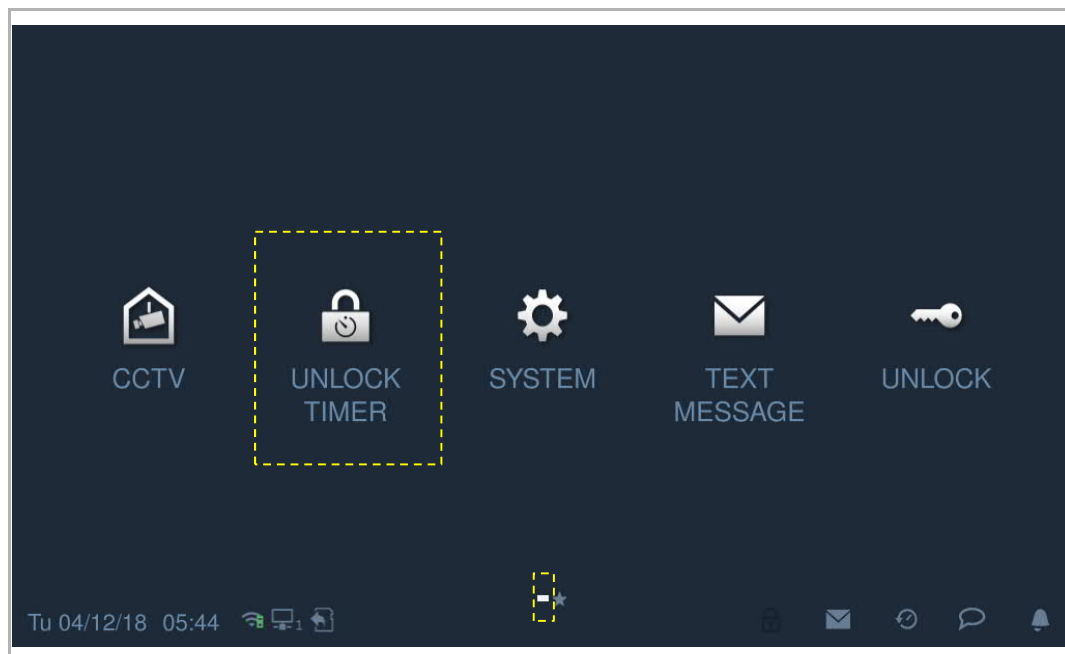 CCTV
UNLOCK
TIMER
SYSTEM
TEXT
MESSAGE
UNLOCK
Tu 04/12/18 05:44
1